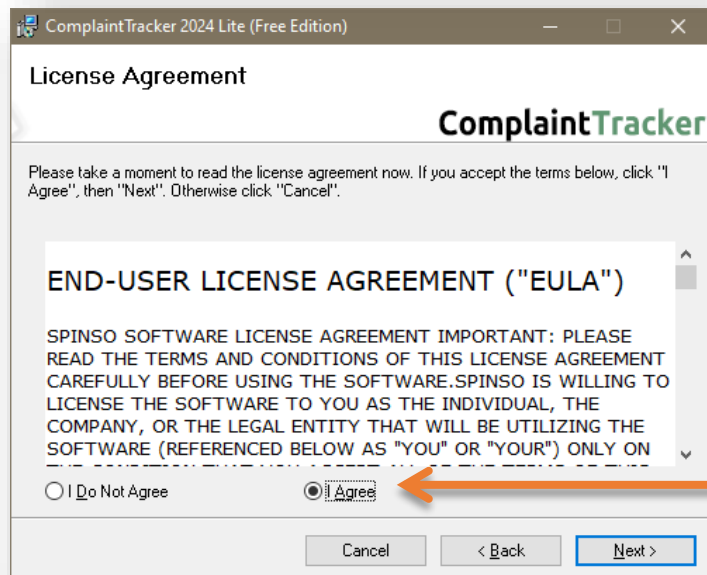 ComplaintTracker 2024 Lite (Free Edition)
License Agreement
ComplaintTracker
Please take a moment to read the license agreement now. If you accept the terms below, click "I
Agree", then "Next". Otherwise click "Cancel".
END-USER LICENSE AGREEMENT ("EULA")
SPINSO SOFTWARE LICENSE AGREEMENT IMPORTANT: PLEASE
READ THE TERMS AND CONDITIONS OF THIS LICENSE AGREEMENT
CAREFULLY BEFORE USING THE SOFTWARE.SPINSO IS WILLING TO
LICENSE THE SOFTWARE TO YOU AS THE INDIVIDUAL, THE
COMPANY, OR THE LEGAL ENTITY THAT WILL BE UTILIZING THE
SOFTWARE (REFERENCED BELOW AS "YOU" OR "YOUR") ONLY ON
I Do Not Agree I Agree
Cancel < Back Next >